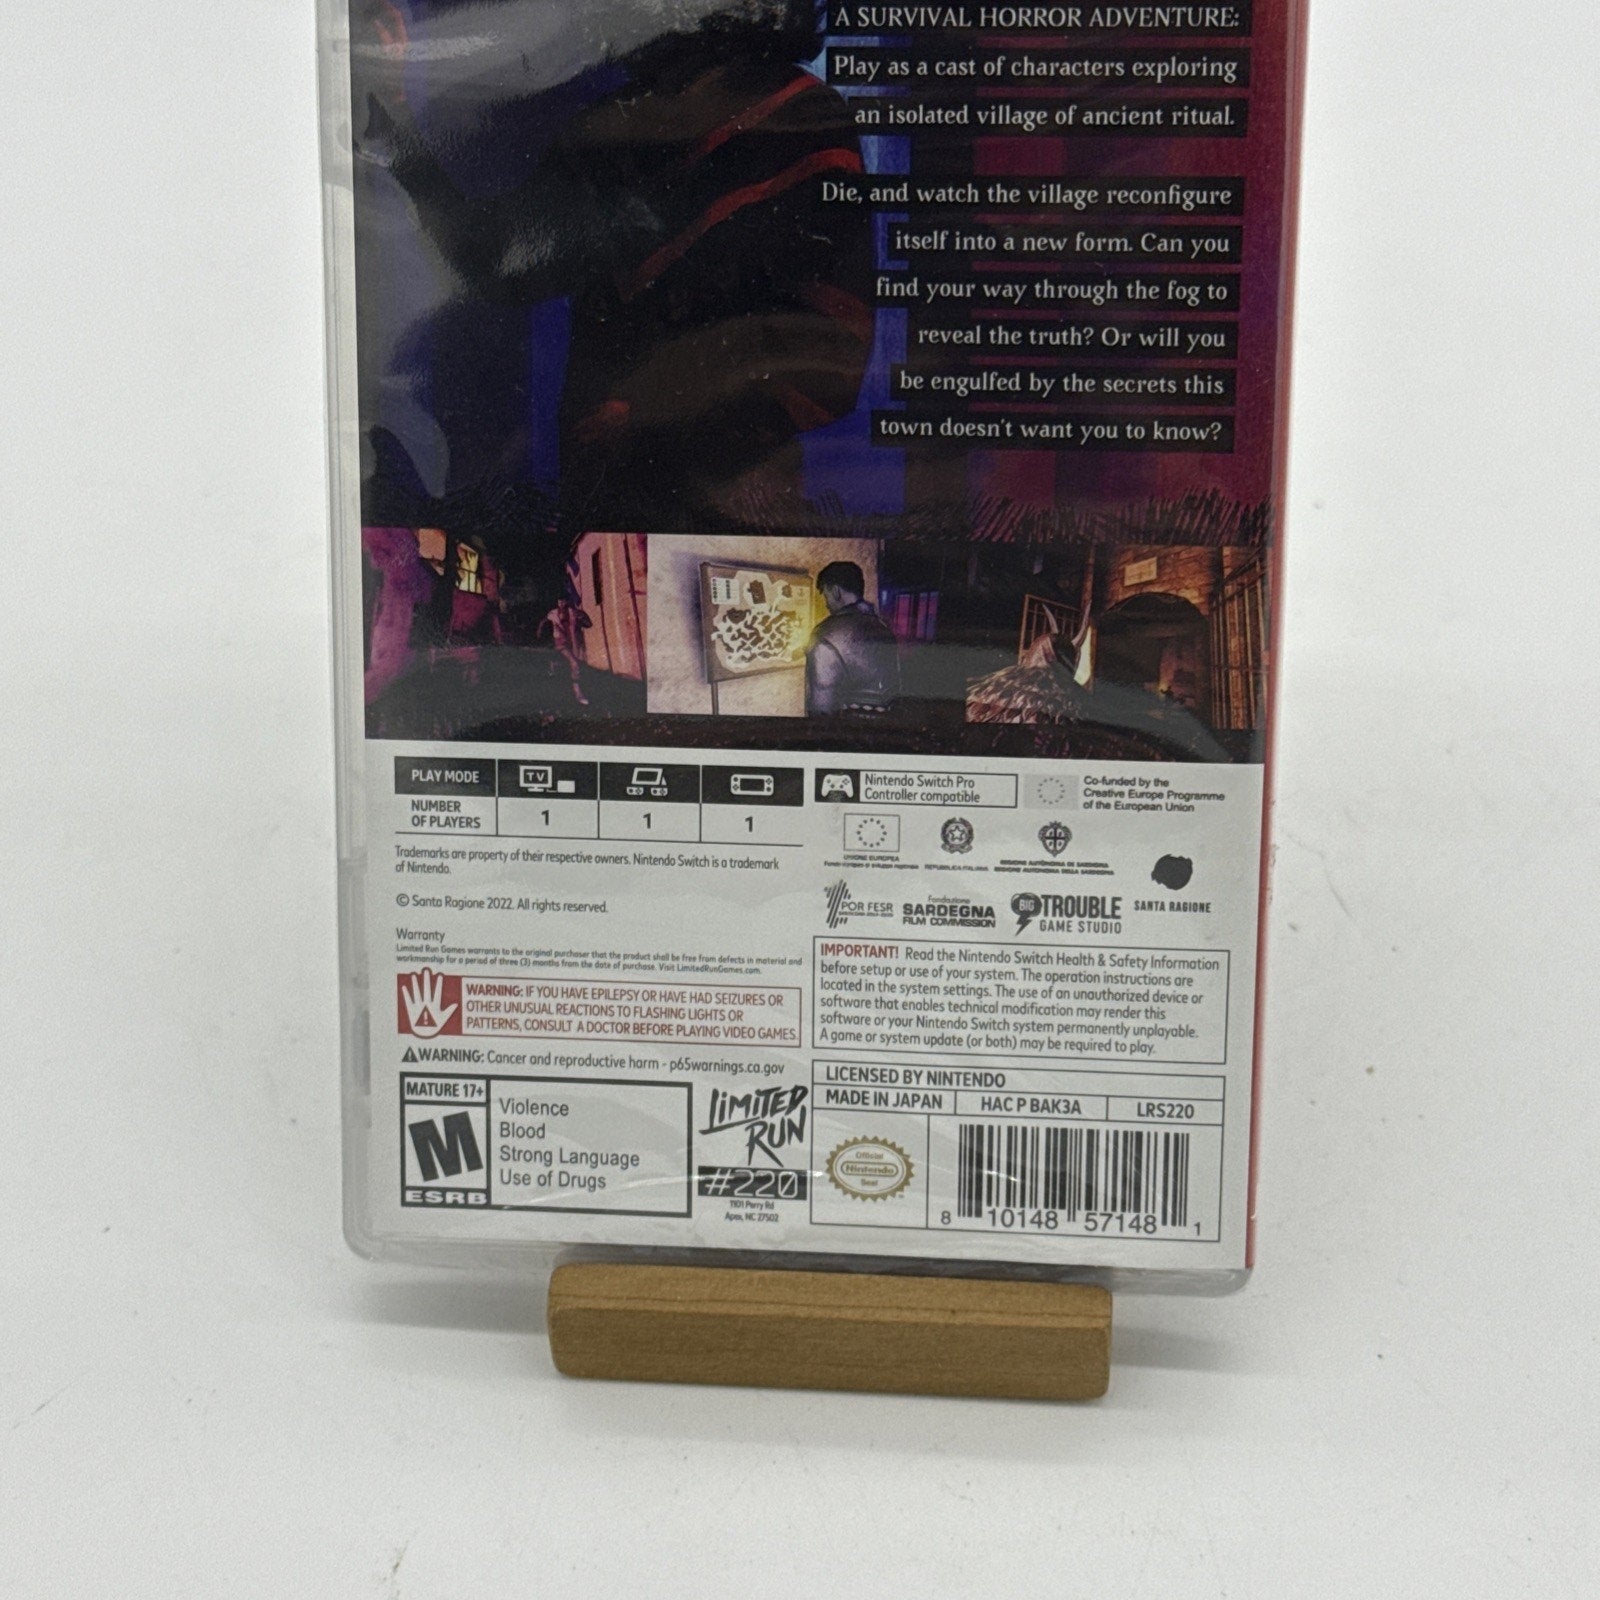 A SURVIVAL HORROR ADVENTURE:
Play as a cast of characters exploring
an isolated village of ancient ritual.
Die, and watch the village reconfigure
itself into a new form. Can you
find your way through the fog to
reveal the truth? Or will you
be engulfed by the secrets this
town doesn't want you to know?
PLAY MODE
TV
NUMBER
OF PLAYERS
1
1
1
Trademarks are property of their respective owners. Nintendo Switch is a trademark
of Nintendo.
© Santa Ragione 2022. All rights reserved.
Warranty
Limited Run Games warrants to the original purchaser that the product shall be free from defects in material and
workmanship for a period of three (3) months from the date of purchase. Visit LimitedRunGames.com.
WARNING: IF YOU HAVE EPILEPSY OR HAVE HAD SEIZURES OR
OTHER UNUSUAL REACTIONS TO FLASHING LIGHTS OR
PATTERNS, CONSULT A DOCTOR BEFORE PLAYING VIDEO GAMES.
WARNING: Cancer and reproductive harm - p65warnings.ca.gov
MATURE 17+
M
ESRB
Violence
Blood
Strong Language
Use of Drugs
LIMITED
RUN
#220
1101 Perry Rd
Apex, NC 27502
Nintendo Switch Pro
Controller compatible
Co-funded by the
Creative Europe Programme
of the European Union
UNIONE EUROPEA
REPUBBLICA ITALIANA
REGIONE AUTÒNOMA DE SARDIGNA
REGIONE AUTONOMA DELLA SARDEGNA
POR FESR
Fondazione
SARDEGNA
FILM COMMISSION
BIG
TROUBLE
GAME STUDIO
SANTA RAGIONE
IMPORTANT! Read the Nintendo Switch Health & Safety Information
before setup or use of your system. The operation instructions are
located in the system settings. The use of an unauthorized device or
software that enables technical modification may render this
software or your Nintendo Switch system permanently unplayable.
A game or system update (or both) may be required to play.
LICENSED BY NINTENDO
MADE IN JAPAN
HAC P BAK3A
LRS220
Official
Nintendo
Seal
8 10148 57148 1